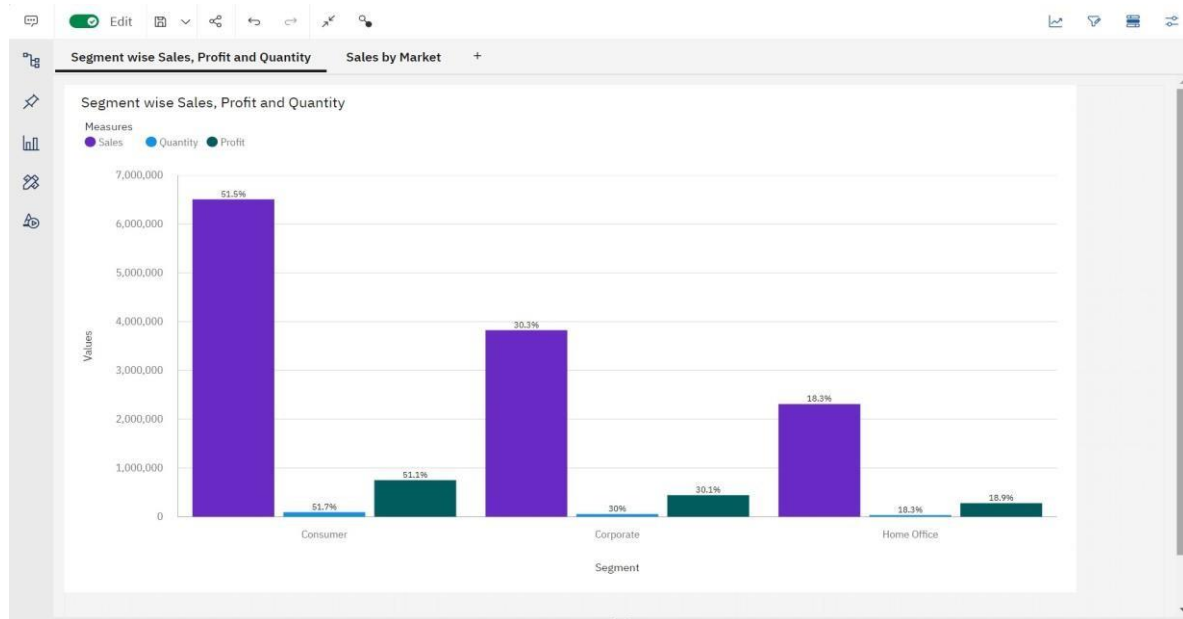 Edit
Segment wise Sales, Profit and Quantity Sales by Market +
Segment wise Sales, Profit and Quantity
Measures
Sales Quantity Profit
7,000,000
51.5%
6,000,000
5,000,000
4,000,000
30.3%
Values
3,000,000
18.3%
2,000,000
1,000,000
51.1%
30.1%
18.9%
51.7%
30%
18.3%
0
Consumer Corporate Home Office
Segment